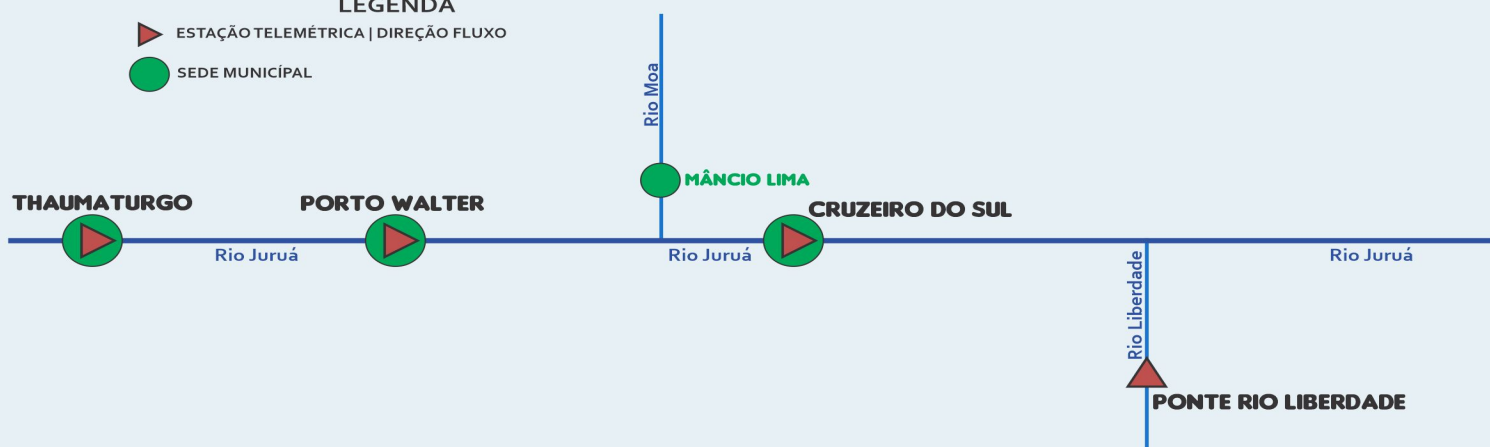 LEGENDA
ESTAÇÃO TELEMÉTRICA | DIREÇÃO FLUXO
SEDE MUNICÍPAL
Rio Moa
MÂNCIO LIMA
THAUMATURGO
PORTO WALTER
CRUZEIRO DO SUL
Rio Juruá
Rio Juruá
Rio Juruá
Rio Liberdade
PONTE RIO LIBERDADE